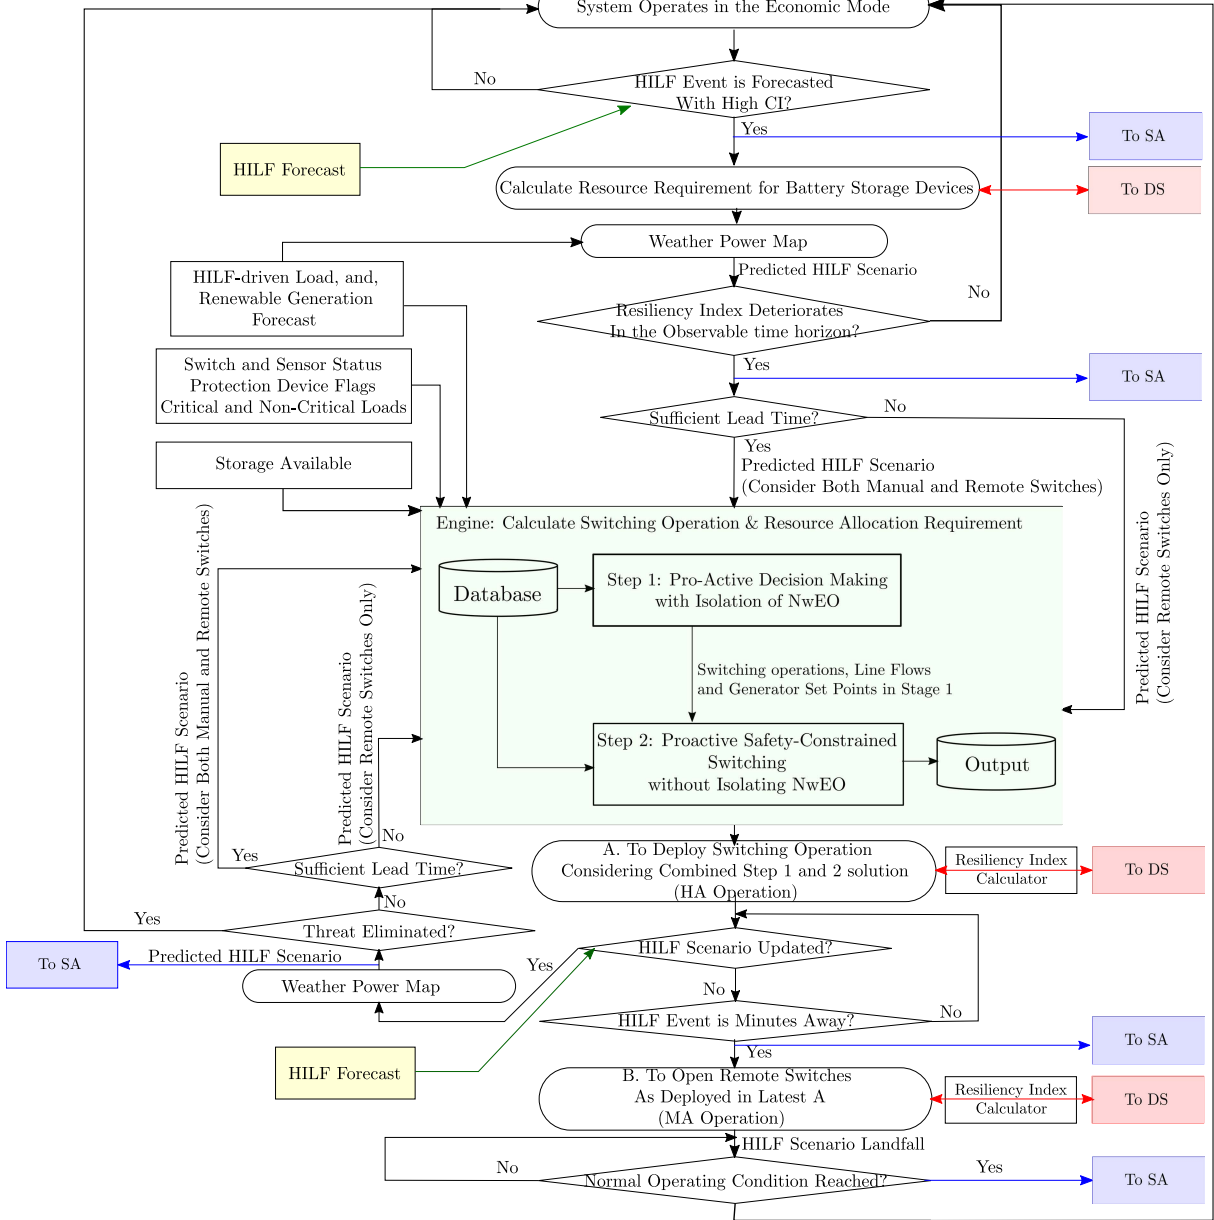 System Operates in the Economic Mode
No
HILF Event is Forecasted
With High CI?
Yes
To SA
HILF Forecast
Calculate Resource Requirement for Battery Storage Devices
To DS
Weather Power Map
Predicted HILF Scenario
HILF-driven Load, and,
Renewable Generation
Forecast
No
Resiliency Index Deteriorates
In the Observable time horizon?
Yes
To SA
Switch and Sensor Status
Protection Device Flags
Critical and Non-Critical Loads
Sufficient Lead Time?
No
Yes
Predicted HILF Scenario
(Consider Both Manual and Remote Switches)
Storage Available
Predicted HILF Scenario
(Consider Remote Switches Only)
Engine: Calculate Switching Operation & Resource Allocation Requirement
Database
Step 1: Pro-Active Decision Making
with Isolation of NwEO
Switching operations, Line Flows
and Generator Set Points in Stage 1
Step 2: Proactive Safety-Constrained
Switching
without Isolating NwEO
Output
Predicted HILF Scenario
(Consider Both Manual and Remote Switches)
Predicted HILF Scenario
(Consider Remote Switches Only)
No
Yes
Sufficient Lead Time?
No
Yes
Threat Eliminated?
To SA
Predicted HILF Scenario
Weather Power Map
A. To Deploy Switching Operation
Considering Combined Step 1 and 2 solution
(HA Operation)
Resiliency Index
Calculator
To DS
HILF Scenario Updated?
Yes
No
HILF Event is Minutes Away?
No
Yes
To SA
HILF Forecast
B. To Open Remote Switches
As Deployed in Latest A
(MA Operation)
Resiliency Index
Calculator
To DS
HILF Scenario Landfall
No
Normal Operating Condition Reached?
Yes
To SA